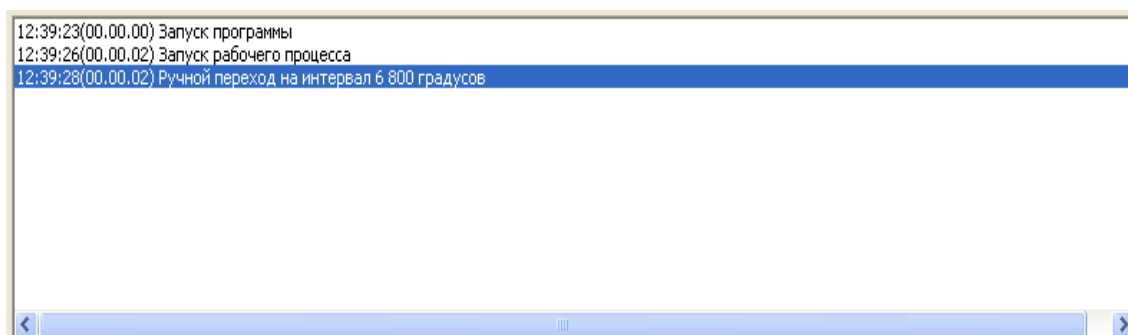 12:39:23(00.00.00) Запуск программы
12:39:26(00.00.02) Запуск рабочего процесса
12:39:28(00.00.02) Ручной переход на интервал 6 800 градусов